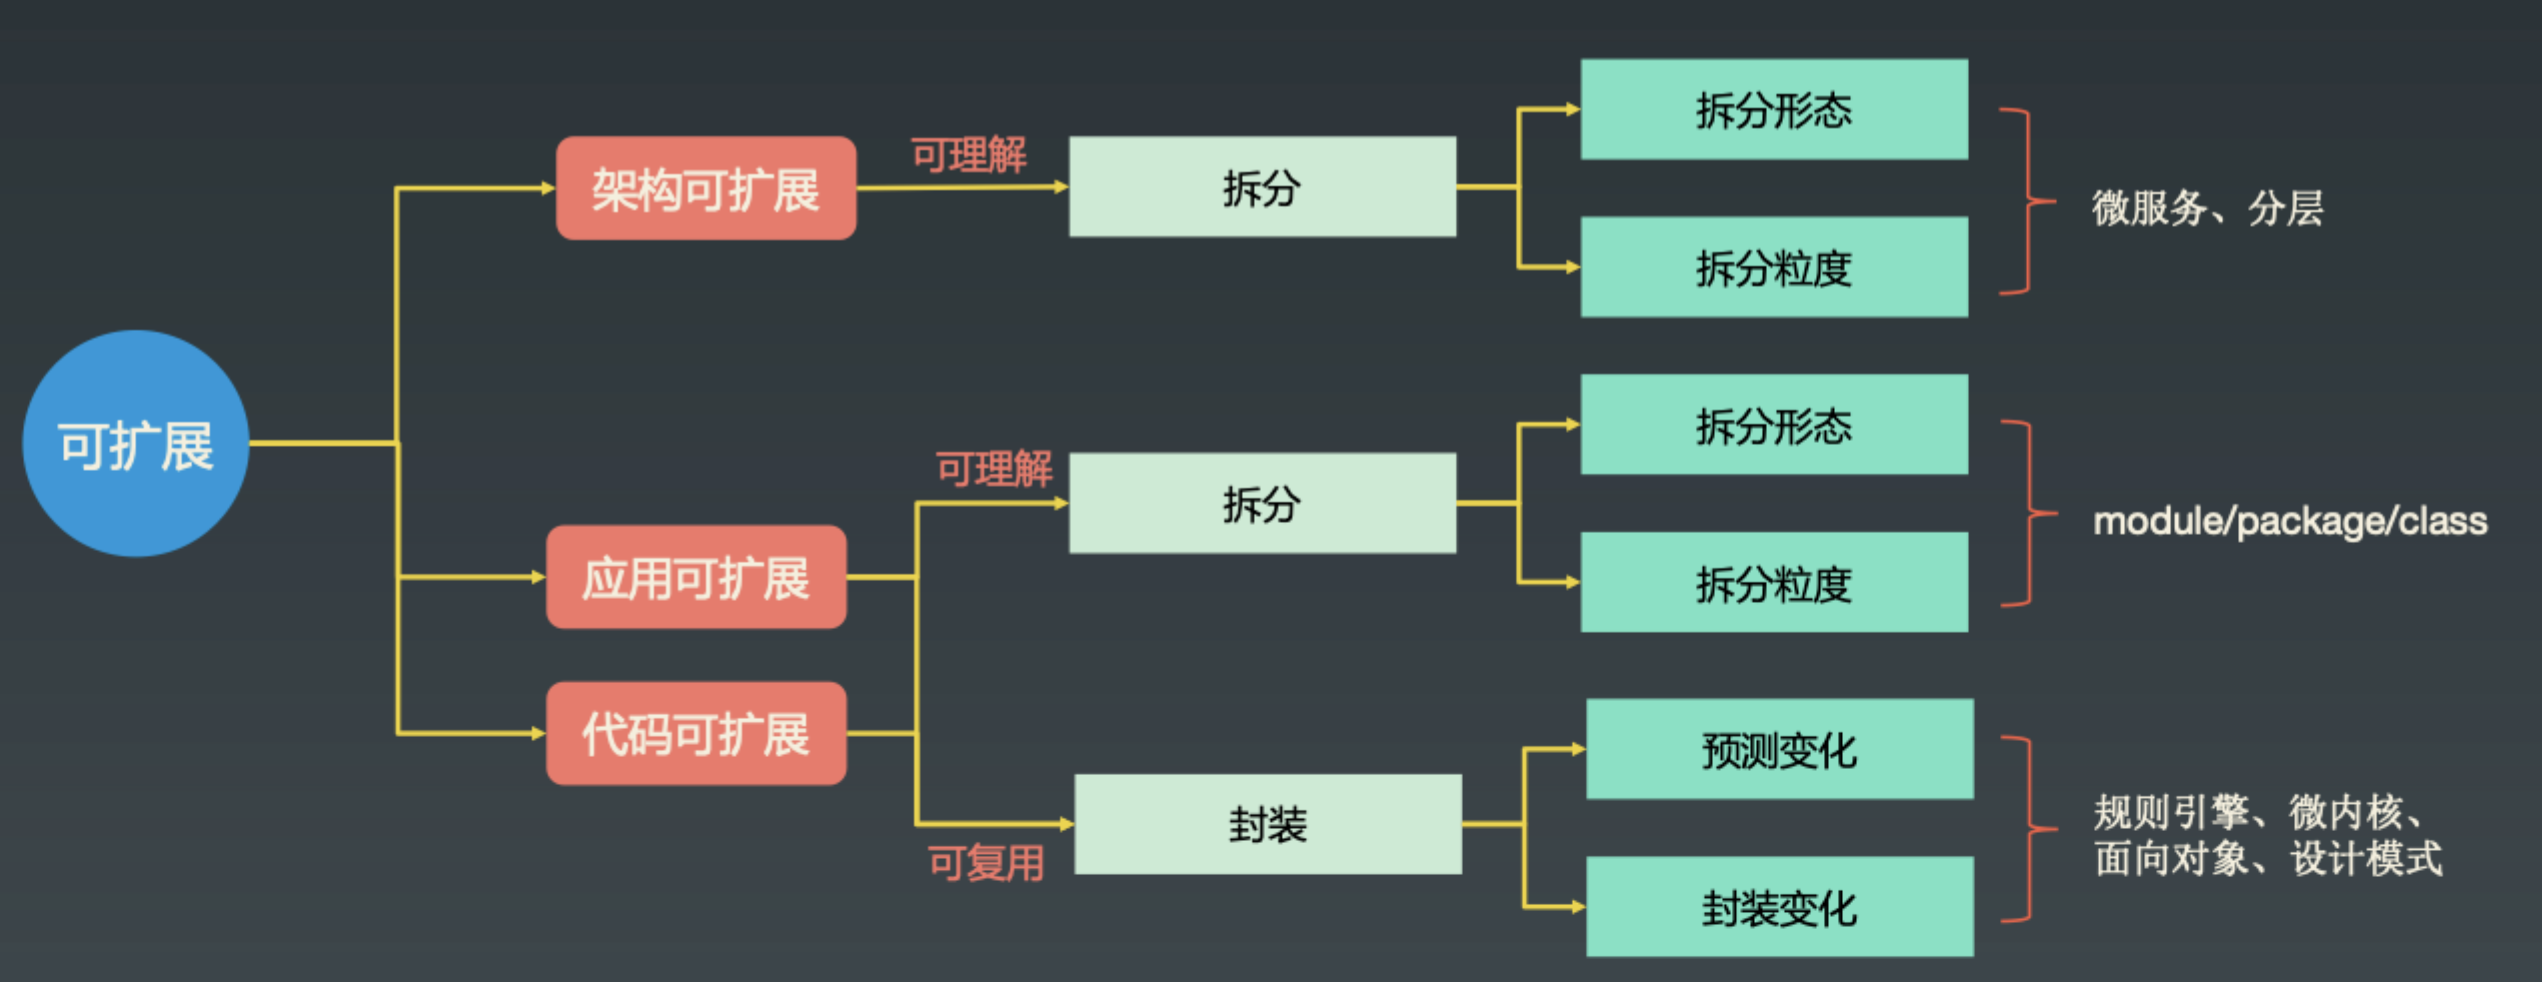 可扩展
架构可扩展
可理解
拆分
拆分形态
拆分粒度
微服务、分层
应用可扩展
代码可扩展
可理解
拆分
拆分形态
拆分粒度
module/package/class
可复用
封装
预测变化
封装变化
规则引擎、微内核、
面向对象、设计模式